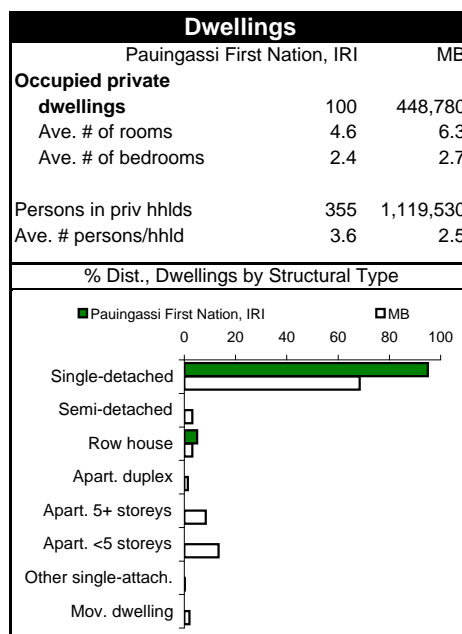 Dwellings
Pauingassi First Nation, IRI MB
Occupied private
dwellings 100 448,780
Ave. # of rooms 4.6 6.3
Ave. # of bedrooms 2.4 2.7
Persons in priv hhlds 355 1,119,530
Ave. # persons/hhld 3.6 2.5
% Dist., Dwellings by Structural Type
Pauingassi First Nation, IRI MB
0 20 40 60 80 100
Single-detached
Semi-detached
Row house
Apart. duplex
Apart. 5+ storeys
Apart. <5 storeys
Other single-attach.
Mov. dwelling